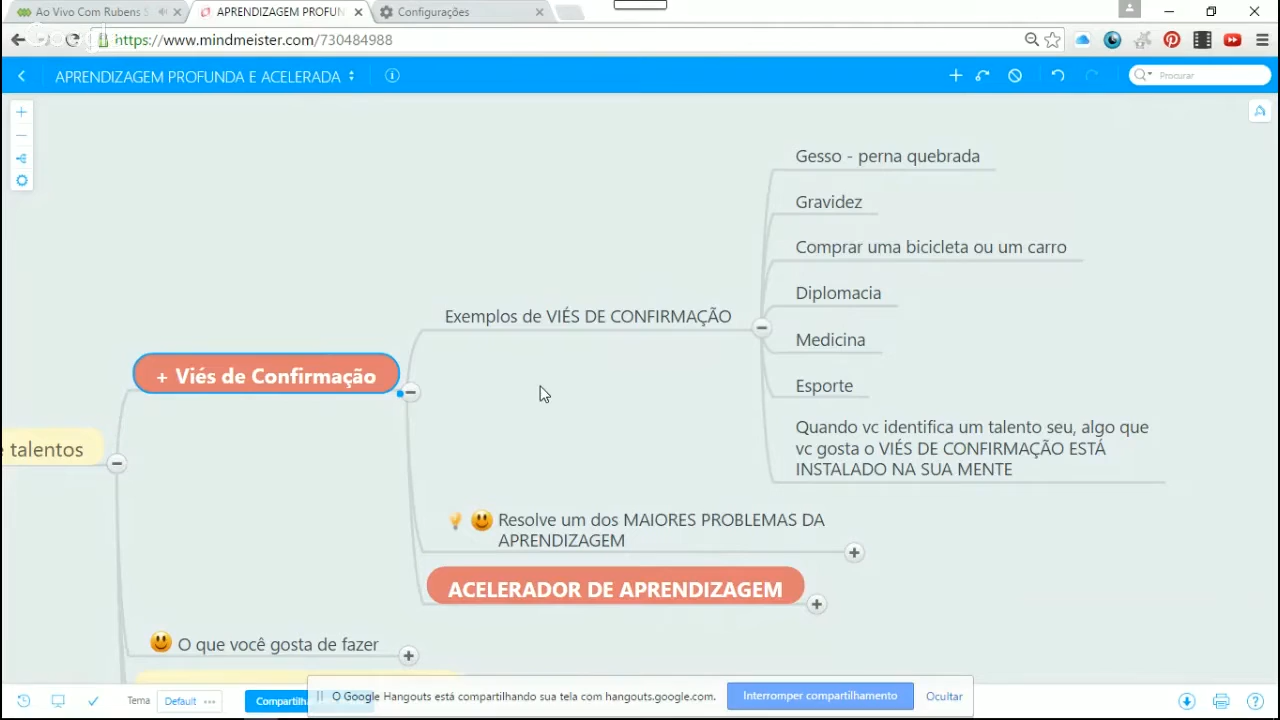 Ao Vivo Com Rubens S
APRENDIZAGEM PROFUN
Configurações
https://www.mindmeister.com/730484988
APRENDIZAGEM PROFUNDA E ACELERADA
Procurar
Gesso - perna quebrada
Gravidez
Comprar uma bicicleta ou um carro
Diplomacia
Exemplos de VIÉS DE CONFIRMAÇÃO
Medicina
+ Viés de Confirmação
Esporte
Quando vc identifica um talento seu, algo que
vc gosta o VIÉS DE CONFIRMAÇÃO ESTÁ
INSTALADO NA SUA MENTE
e talentos
Resolve um dos MAIORES PROBLEMAS DA
APRENDIZAGEM
ACELERADOR DE APRENDIZAGEM
O que você gosta de fazer
Tema
Default
Compartilh
O Google Hangouts está compartilhando sua tela com hangouts.google.com.
Interromper compartilhamento
Ocultar